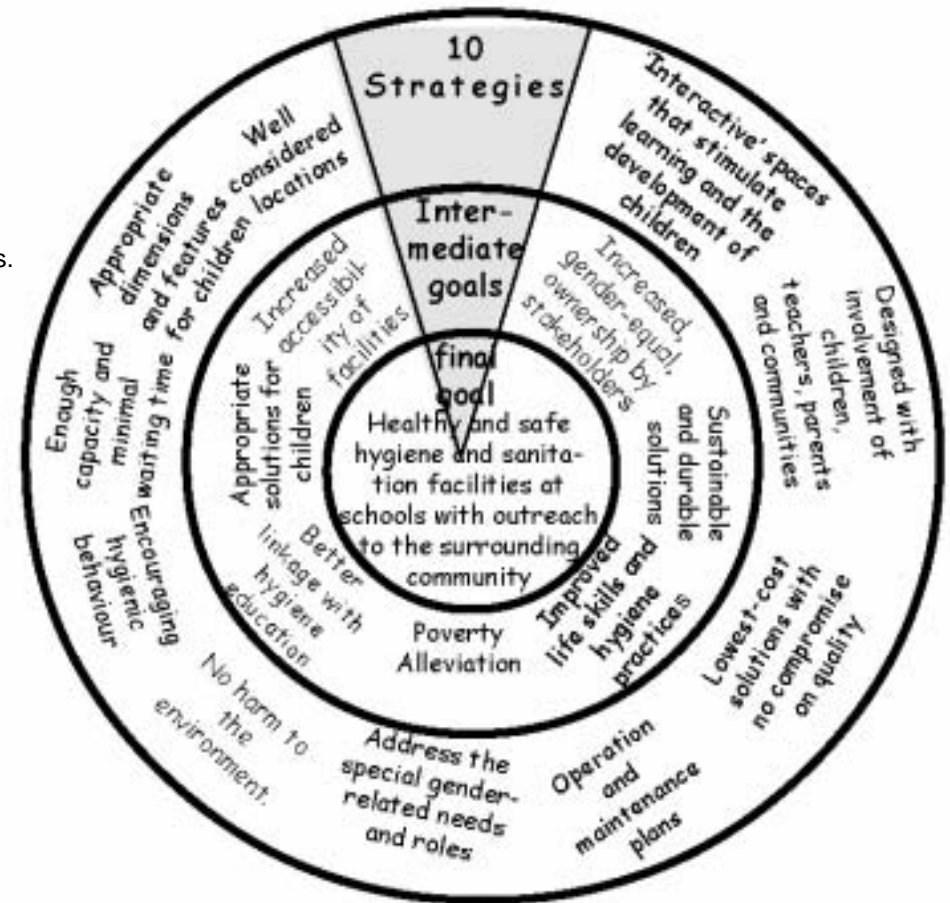 s.
10
Strategies
Inter-
mediate
goals
final
goal
Healthy and safe
hygiene and sanita-
tion facilities at
schools with outreach
to the surrounding
community
'Interactive' spaces
that stimulate
learning and the
development of
children
Designed with
involvement of
children,
teachers, parents
and communities
Lowest-cost
solutions with
no compromise
on quality
Operation
and
maintenance
plans
Address the
special gender-
related needs
and roles
No harm to
the
environment.
Encouraging
hygienic
behaviour
Enough
capacity and
minimal
waiting time
Appropriate
dimensions
and features
for children
Well
considered
locations
Increased,
gender-equal,
ownership by
stakeholders
Sustainable
and durable
solutions
Improved
life skills and
hygiene
practices
Poverty
Alleviation
Better
linkage with
hygiene
education
Appropriate
solutions for
children
Increased
accessibil-
ity of
facilities